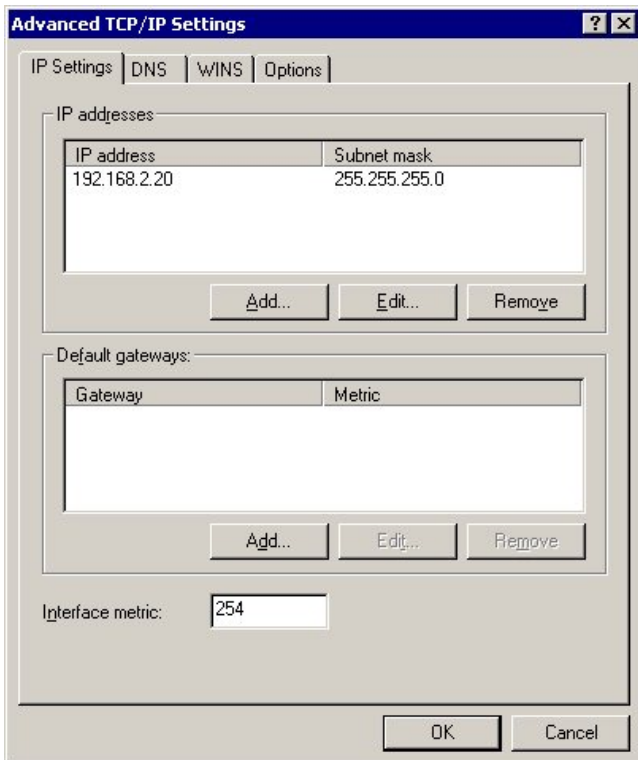 Advanced TCP/IP Settings
IP Settings DNS WINS Options
IP addresses
IP address Subnet mask
192.168.2.20 255.255.255.0
Add... Edit... Remove
Default gateways:
Gateway Metric
Add... Edit... Remove
Interface metric: 254
OK Cancel